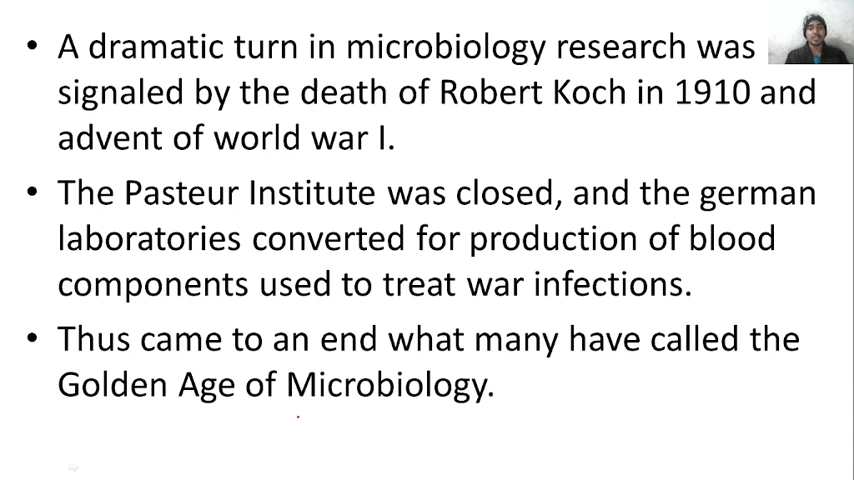 • A dramatic turn in microbiology research was
signaled by the death of Robert Koch in 1910 and
advent of world war I.
• The Pasteur Institute was closed, and the german
laboratories converted for production of blood
components used to treat war infections.
• Thus came to an end what many have called the
Golden Age of Microbiology.